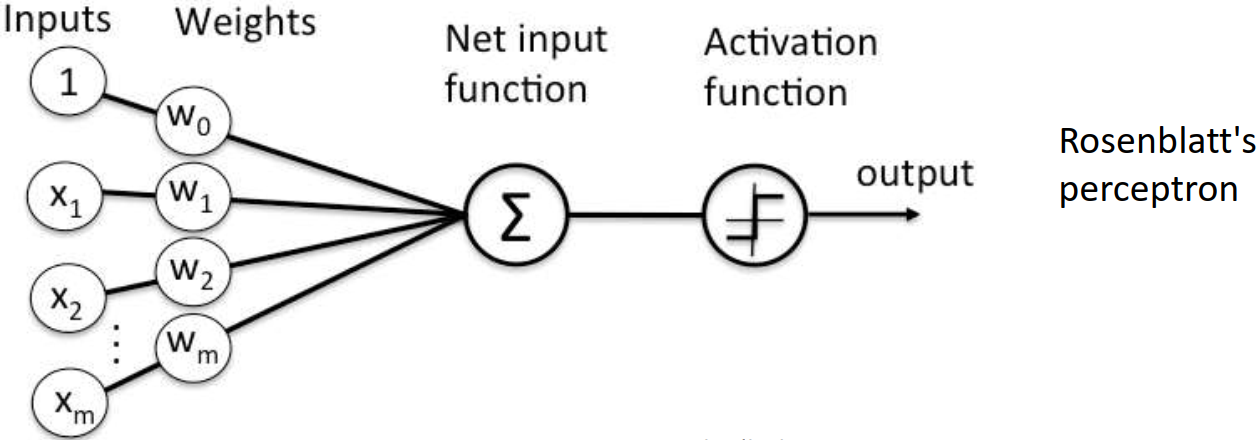 Inputs
Weights
Net input
function
Activation
function
1
w0
x1
w1
x2
w2
⋮
xm
wm
Σ
output
Rosenblatt's
perceptron